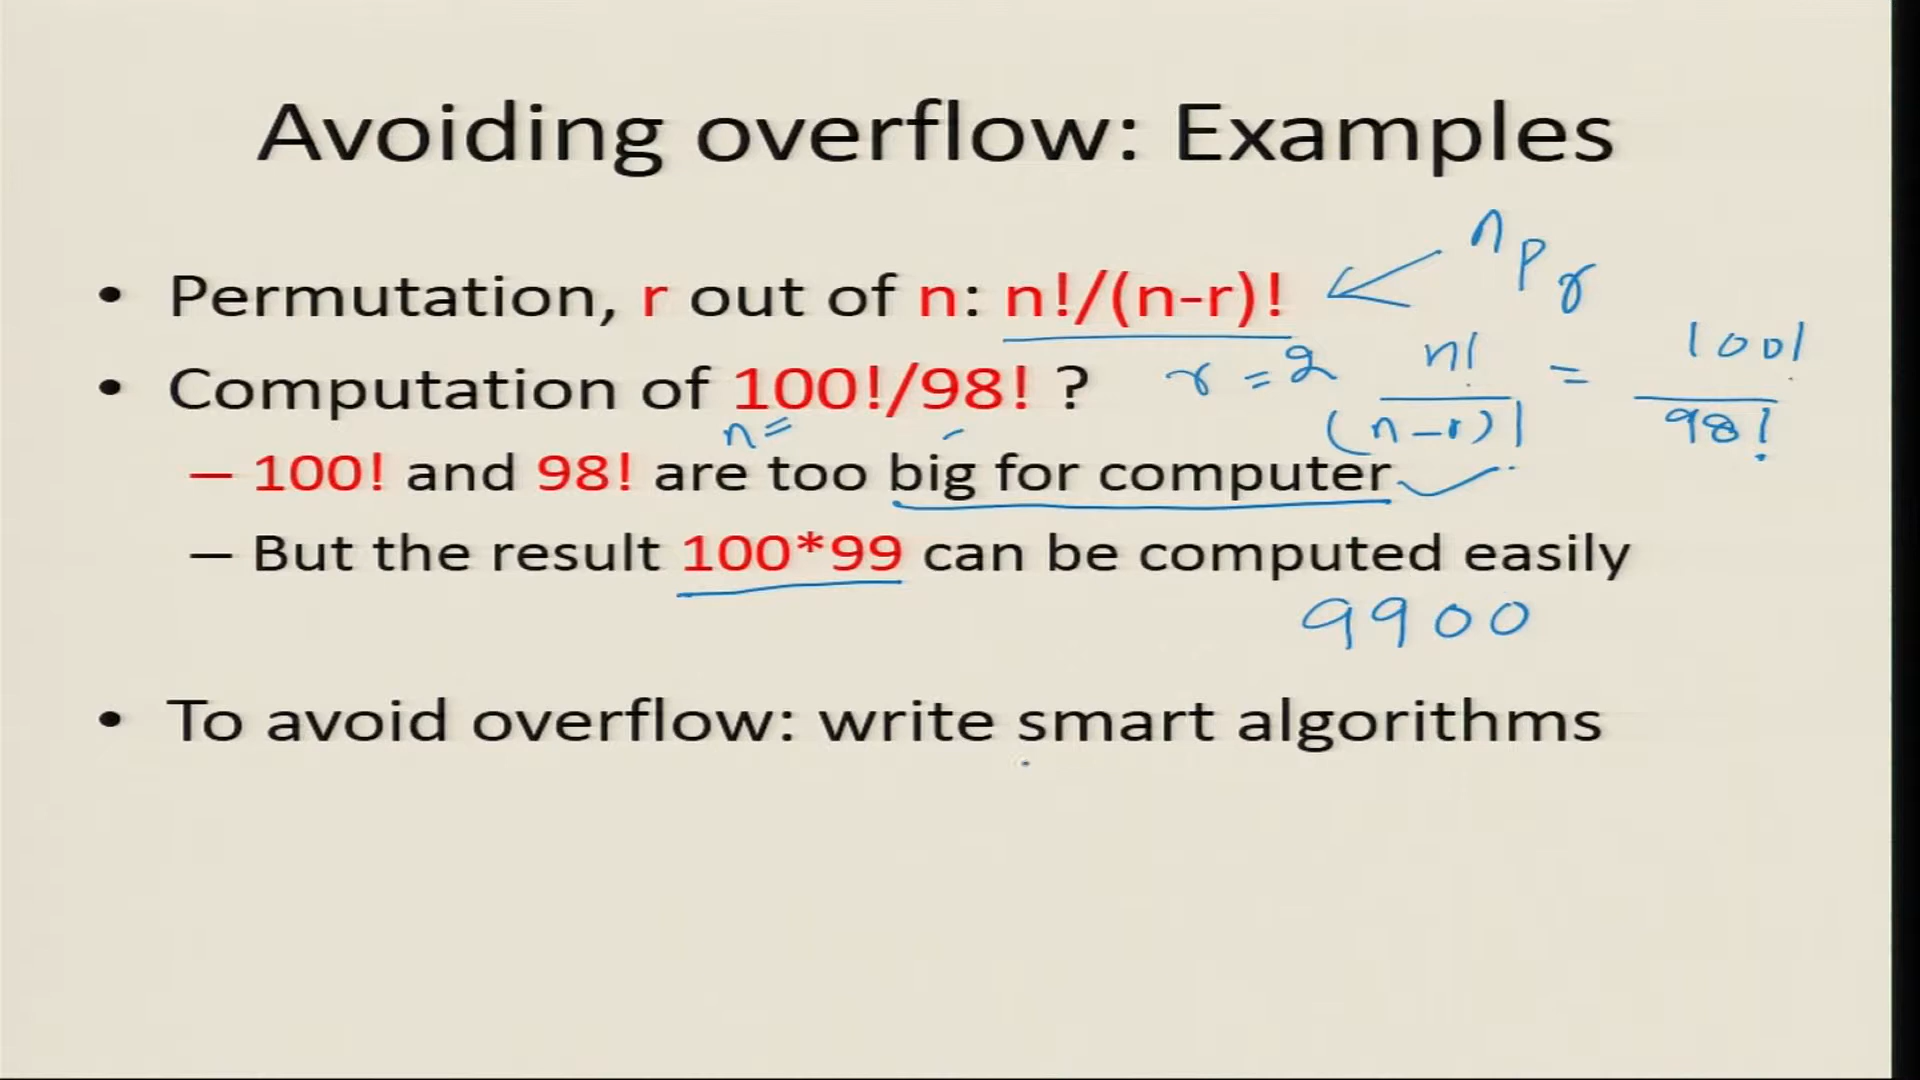 Avoiding overflow: Examples
n P r
• Permutation, r out of n: n!/(n-r)!
• Computation of 100!/98! ?
r = 2 n! / (n-r)! = 100! / 98!
n =
– 100! and 98! are too big for computer
– But the result 100*99 can be computed easily
9900
• To avoid overflow: write smart algorithms